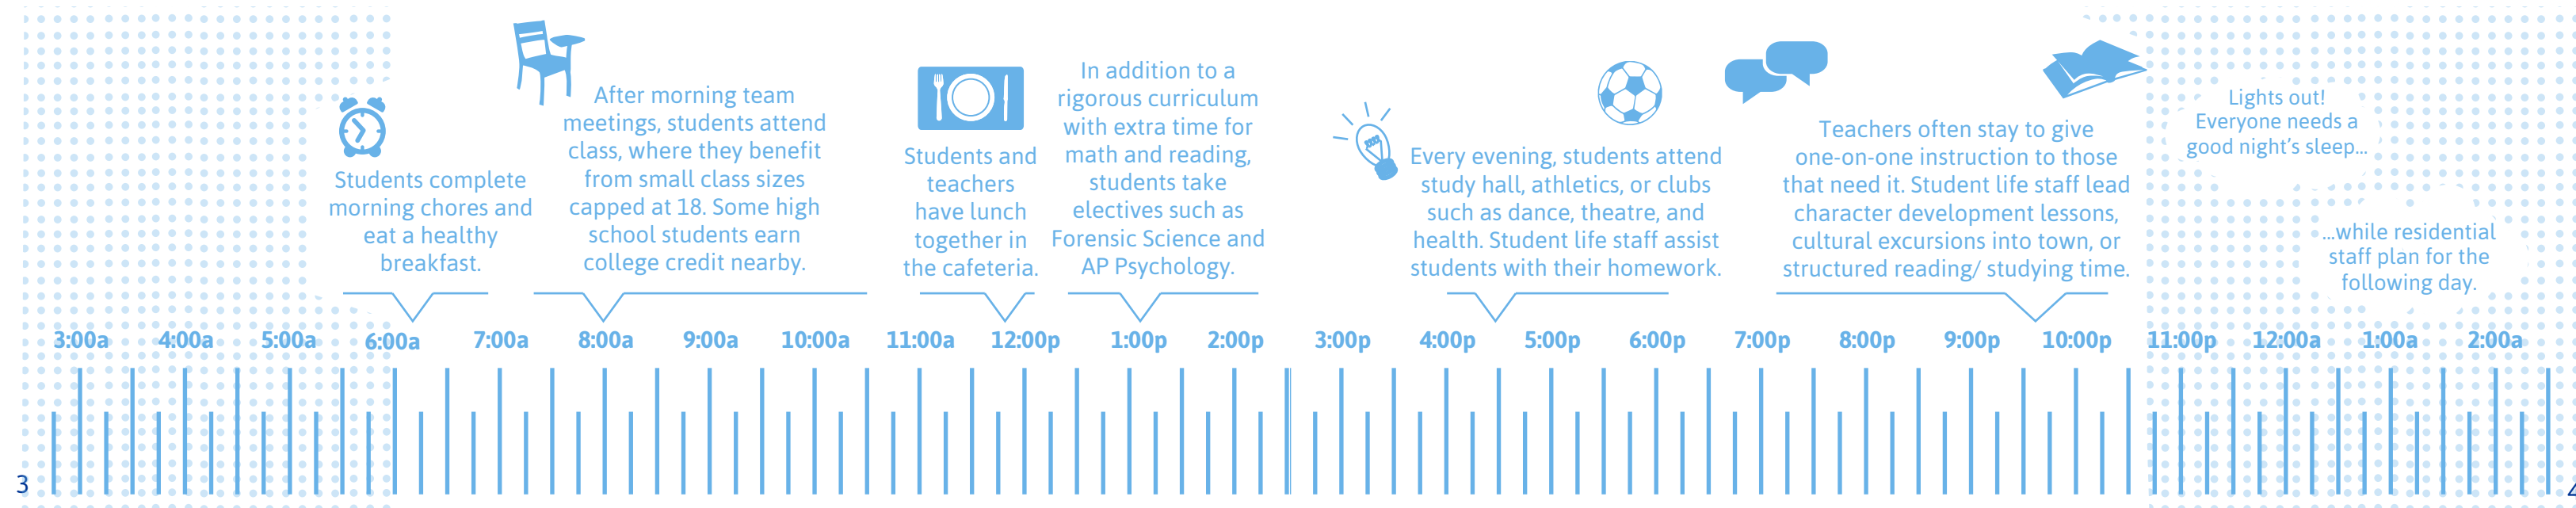 Students complete
morning chores and
eat a healthy
breakfast.
After morning team
meetings, students attend
class, where they benefit
from small class sizes
capped at 18. Some high
school students earn
college credit nearby.
Students and
teachers
have lunch
together in
the cafeteria.
In addition to a
rigorous curriculum
with extra time for
math and reading,
students take
electives such as
Forensic Science and
AP Psychology.
Every evening, students attend
study hall, athletics, or clubs
such as dance, theatre, and
health. Student life staff assist
students with their homework.
Teachers often stay to give
one-on-one instruction to those
that need it. Student life staff lead
character development lessons,
cultural excursions into town, or
structured reading/ studying time.
Lights out!
Everyone needs a
good night's sleep...
...while residential
staff plan for the
following day.
3:00a 4:00a 5:00a 6:00a 7:00a 8:00a 9:00a 10:00a 11:00a 12:00p 1:00p 2:00p 3:00p 4:00p 5:00p 6:00p 7:00p 8:00p 9:00p 10:00p 11:00p 12:00a 1:00a 2:00a
3
4